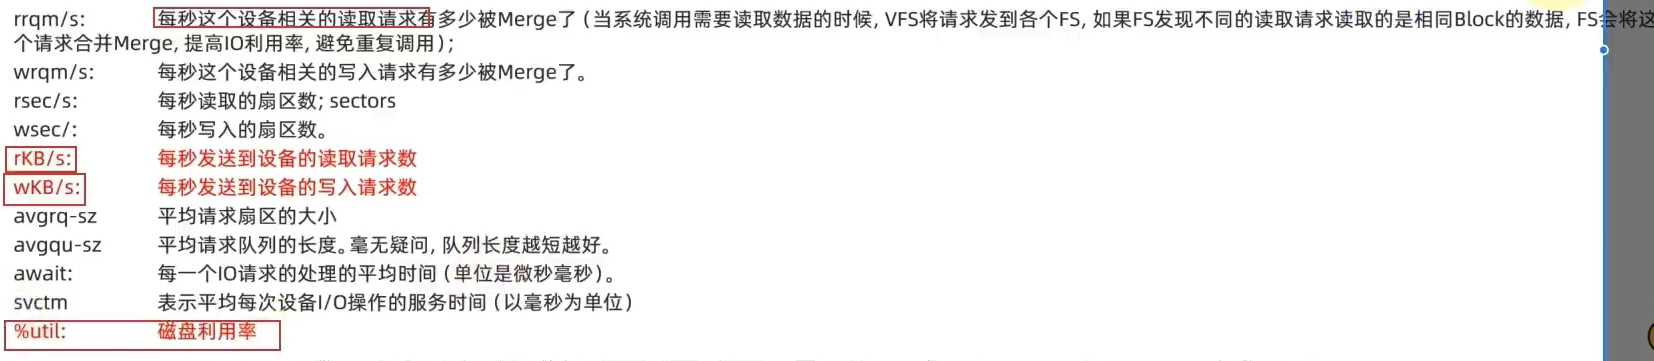 rrqm/s: 每秒这个设备相关的读取请求有多少被Merge了（当系统调用需要读取数据的时候，VFS将请求发到各个FS，如果FS发现不同的读取请求读取的是相同Block的数据，FS会将这
个请求合并Merge，提高IO利用率，避免重复调用）；
wrqm/s: 每秒这个设备相关的写入请求有多少被Merge了。
rsec/s: 每秒读取的扇区数；sectors
wsec/: 每秒写入的扇区数。
rKB/s: 每秒发送到设备的读取请求数
wKB/s: 每秒发送到设备的写入请求数
avgrq-sz 平均请求扇区的大小
avgqu-sz 平均请求队列的长度。毫无疑问，队列长度越短越好。
await: 每一个IO请求的处理的平均时间（单位是微秒毫秒）。
svctm 表示平均每次设备I/O操作的服务时间（以毫秒为单位）
%util: 磁盘利用率